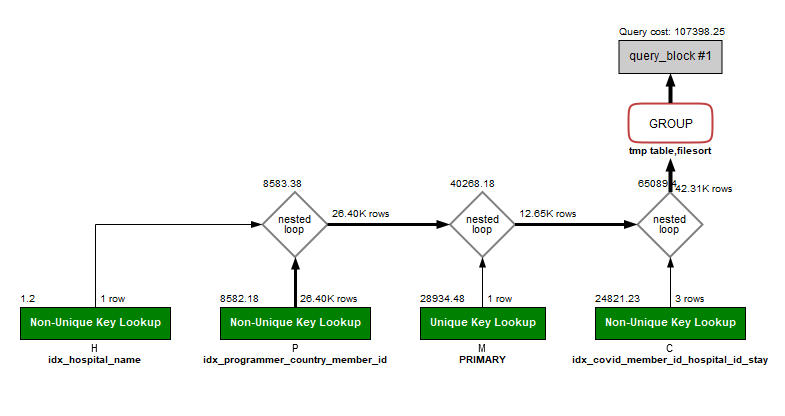 Query cost: 107398.25
query_block #1
GROUP
tmp table,filesort
8583.38
40268.18
65089.4
42.31K rows
nested
loop
26.40K rows
nested
loop
12.65K rows
nested
loop
1.2
1 row
8582.18
26.40K rows
28934.48
1 row
24821.23
3 rows
Non-Unique Key Lookup
Non-Unique Key Lookup
Unique Key Lookup
Non-Unique Key Lookup
H
P
M
C
idx_hospital_name
idx_programmer_country_member_id
PRIMARY
idx_covid_member_id_hospital_id_stay